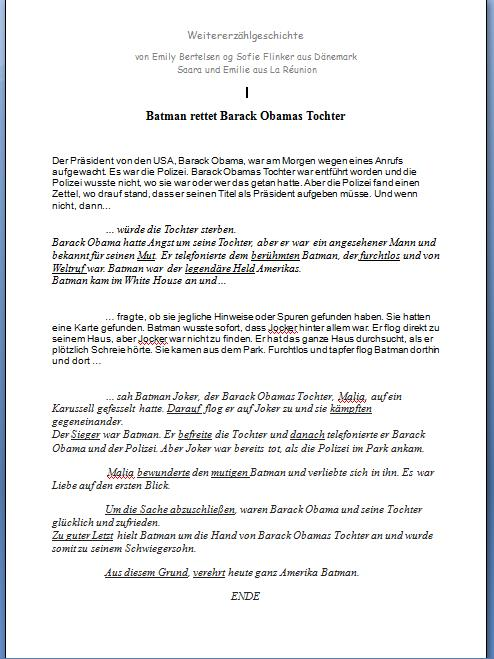 Weitererzählgeschichte
von Emily Bertelsen og Sofie Flinker aus Dänemark
Saara und Emilie aus La Réunion
Batman rettet Barack Obamas Tochter
Der Präsident von den USA, Barack Obama, war am Morgen wegen eines Anrufs
aufgewacht. Es war die Polizei. Barack Obamas Tochter war entführt worden und die
Polizei wusste nicht, wo sie war oder wer das getan hatte. Aber die Polizei fand einen
Zettel, wo drauf stand, dass er seinen Titel als Präsident aufgeben müsse. Und wenn
nicht, dann...
... würde die Tochter sterben.
Barack Obama hatte Angst um seine Tochter, aber er war ein angesehener Mann und
bekannt für seinen Mut. Er telefonierte dem berühmten Batman, der furchtlos und von
Weltruf war. Batman war der legendäre Held Amerikas.
Batman kam im White House an und...
... fragte, ob sie jegliche Hinweise oder Spuren gefunden haben. Sie hatten
eine Karte gefunden. Batman wusste sofort, dass Jocker hinter allem war. Er flog direkt zu
seinem Haus, aber Jocker war nicht zu finden. Er hat das ganze Haus durchsucht, als er
plötzlich Schreie hörte. Sie kamen aus dem Park. Furchtlos und tapfer flog Batman dorthin
und dort ...
... sah Batman Joker, der Barack Obamas Tochter, Malia, auf ein
Karussell gefesselt hatte. Darauf flog er auf Joker zu und sie kämpften
gegeneinander.
Der Sieger war Batman. Er befreite die Tochter und danach telefonierte er Barack
Obama und der Polizei. Aber Joker war bereits tot, als die Polizei im Park ankam.
Malia bewunderte den mutigen Batman und verliebte sich in ihn. Es war
Liebe auf den ersten Blick.
Um die Sache abzuschließen, waren Barack Obama und seine Tochter
glücklich und zufrieden.
Zu guter Letzt hielt Batman um die Hand von Barack Obamas Tochter an und wurde
somit zu seinem Schwiegersohn.
Aus diesem Grund, verehrt heute ganz Amerika Batman.
ENDE